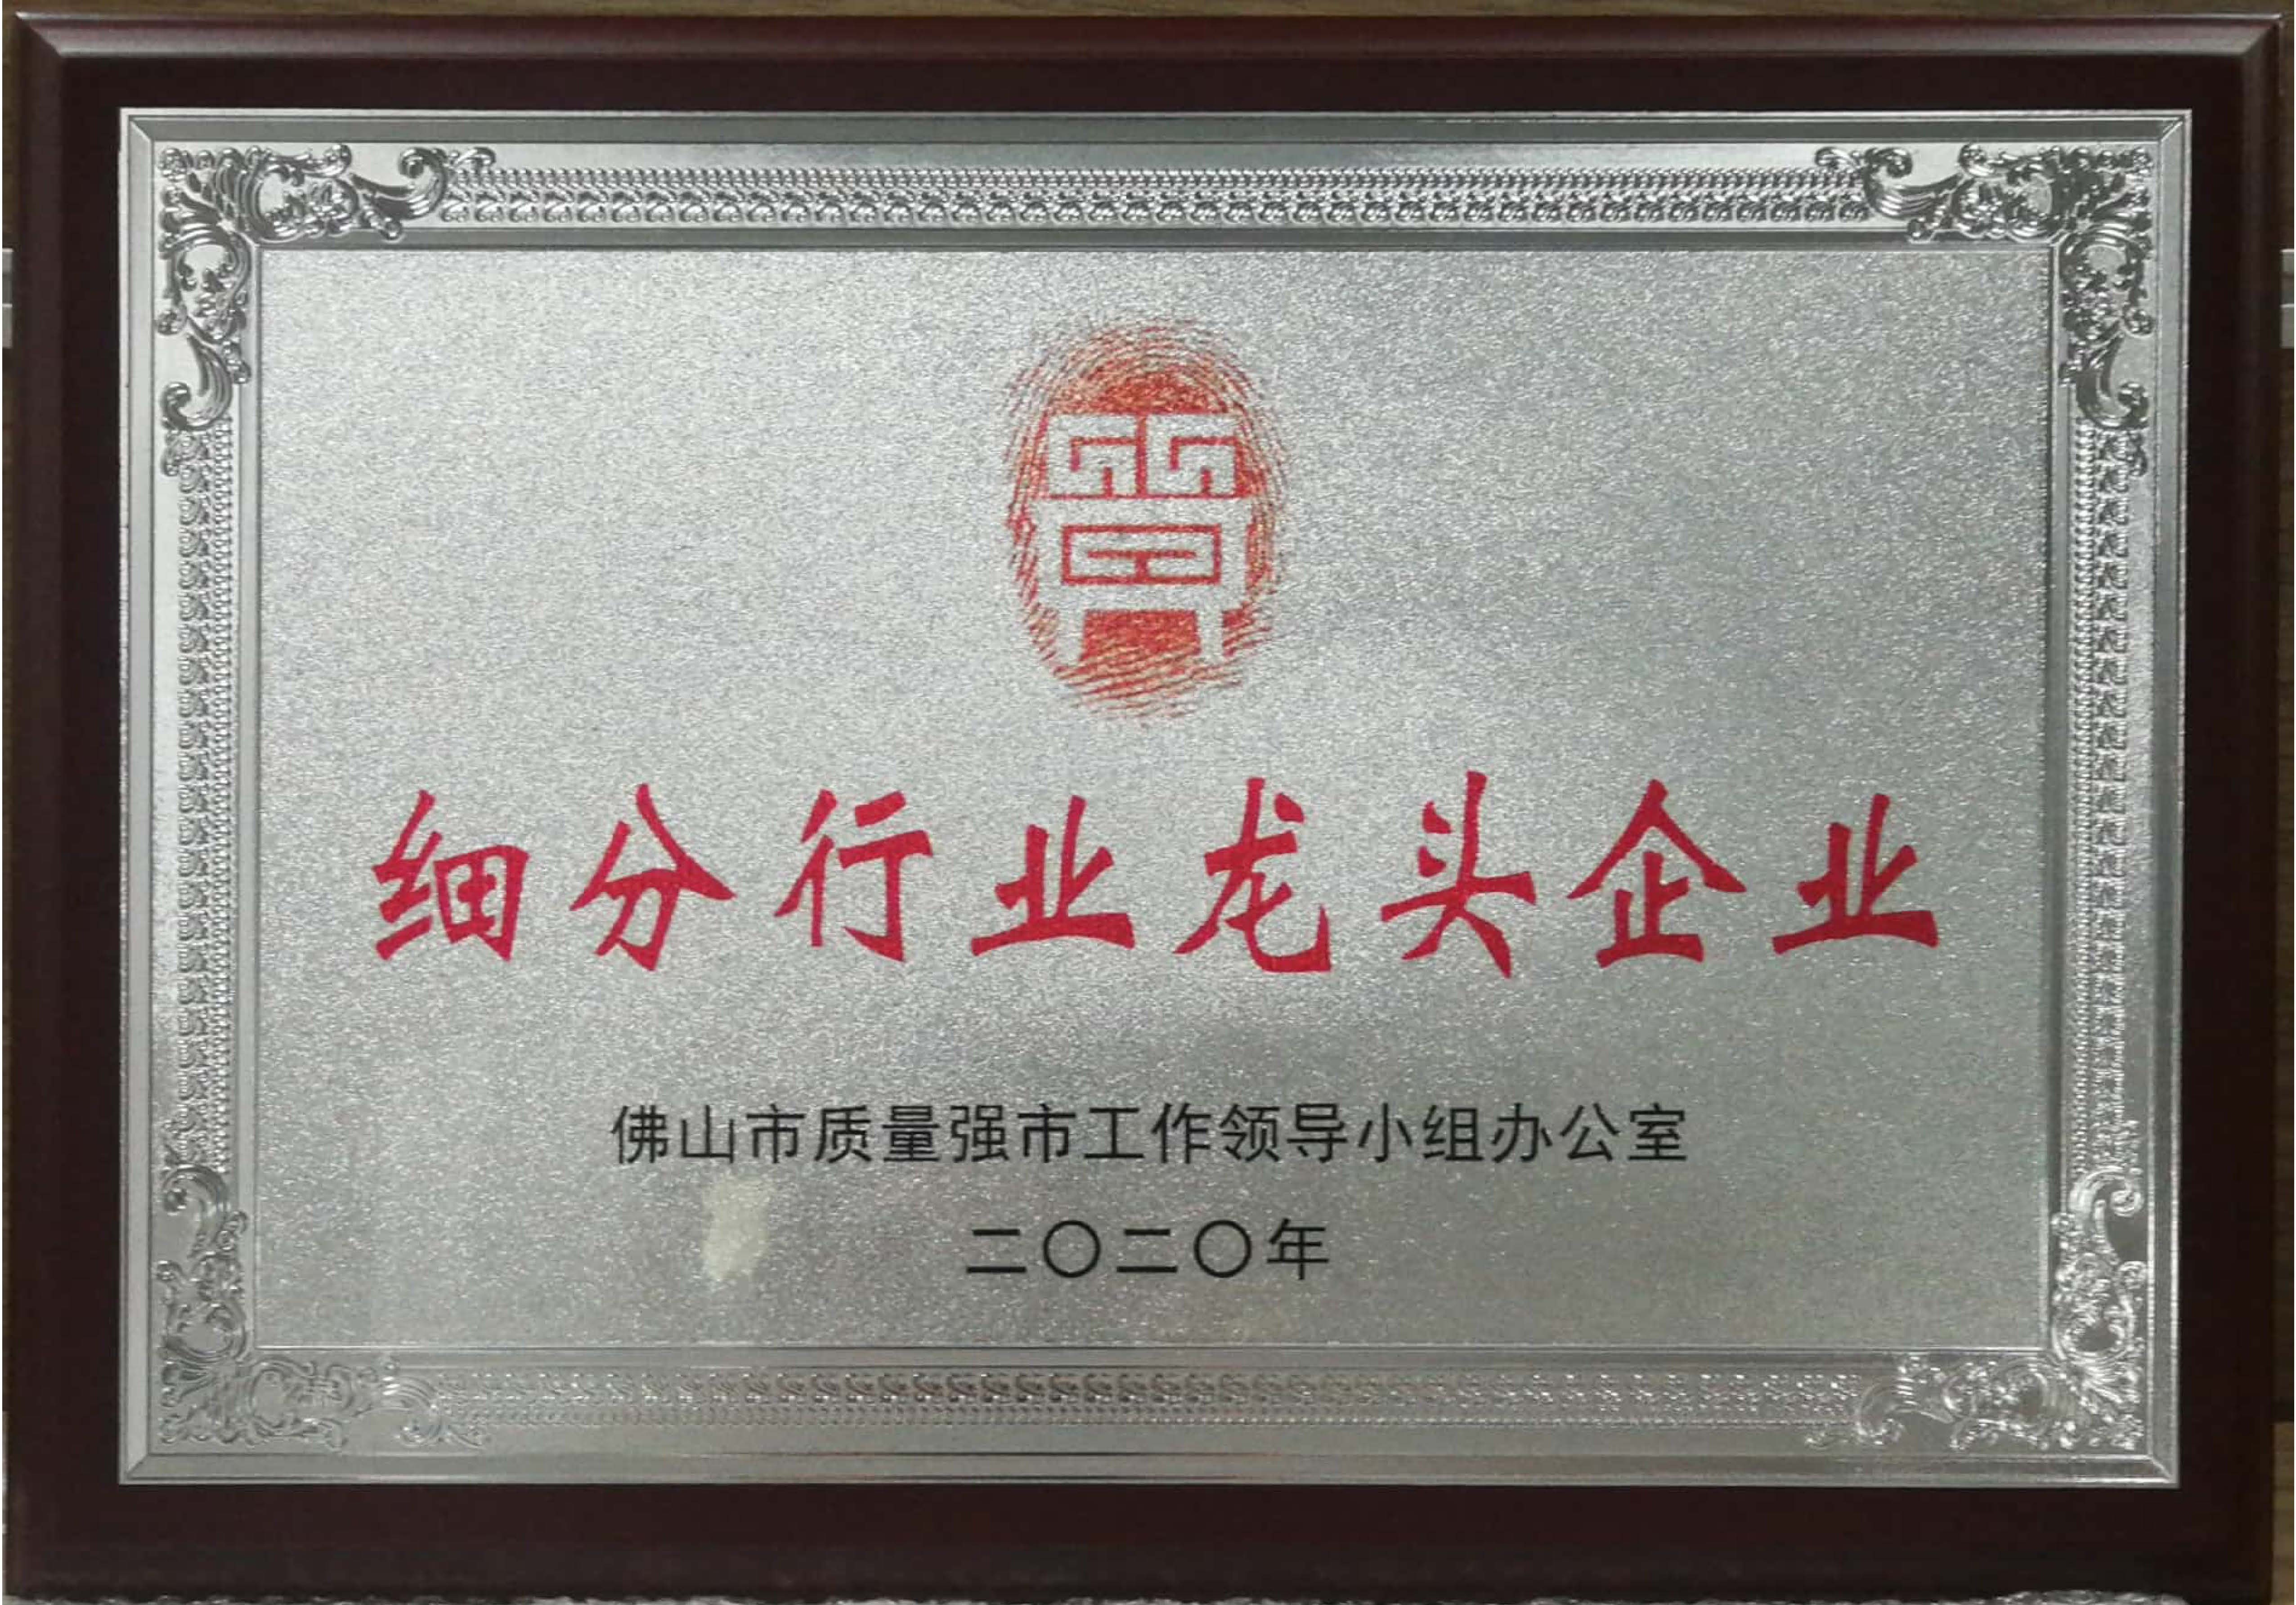 細分行业龙头企业
佛山市质量强市工作领导小组办公室
二〇二〇年